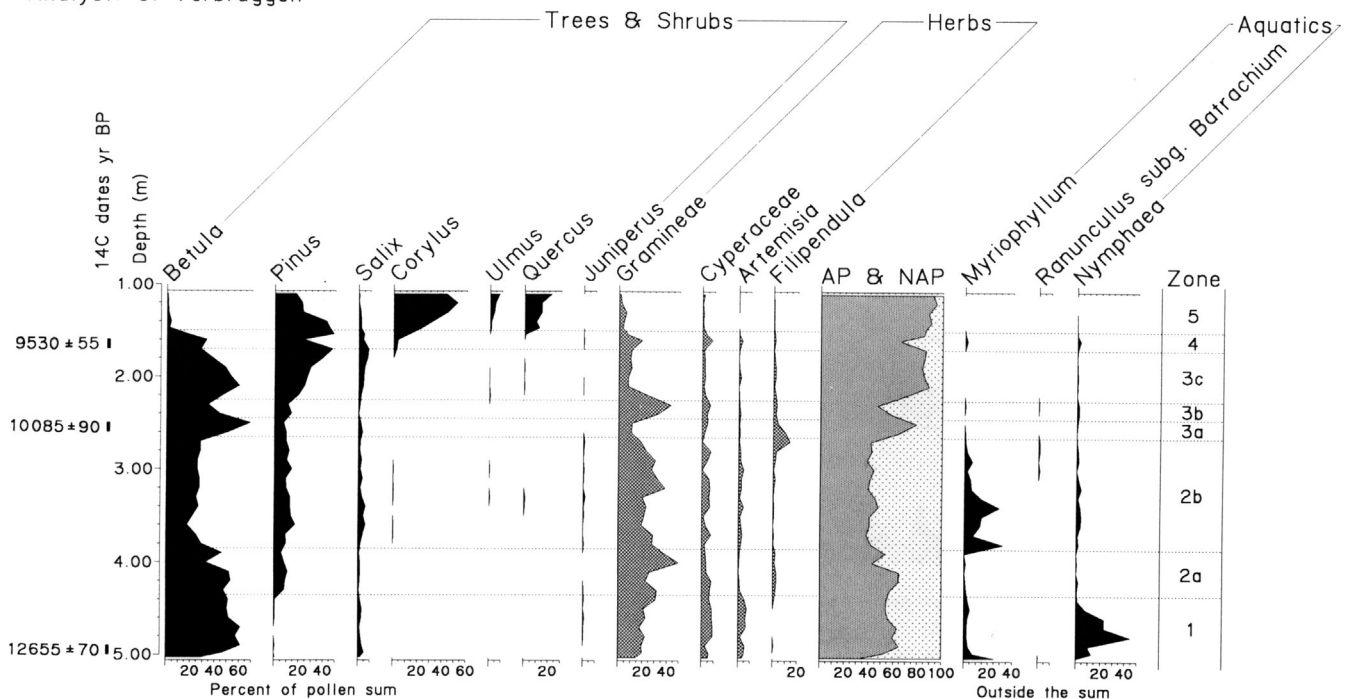 Trees & Shrubs
Herbs
Aquatics
14C dates yr BP
Depth (m)
Betula
Pinus
Salix
Corylus
Ulmus
Quercus
Juniperus
Gramineae
Cyperaceae
Artemisia
Filipendula
AP & NAP
Myriophyllum
Ranunculus subg. Batrachium
Nymphaea
Zone
1.00
5
9530 ± 55
4
2.00
3c
3b
10085 ± 90
3a
3.00
2b
4.00
2a
1
12655 ± 70
5.00
20 40 60
20 40
20 40 60
20
20 40
20
20 40 60 80 100
20 40
20 40
Percent of pollen sum
Outside the sum